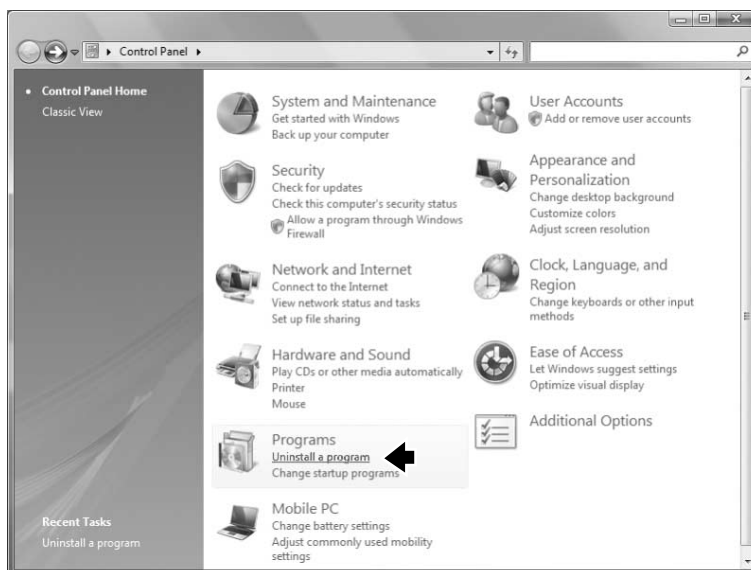 Control Panel
Control Panel Home
Classic View
System and Maintenance
Get started with Windows
Back up your computer
Security
Check for updates
Check this computer's security status
Allow a program through Windows
Firewall
Network and Internet
Connect to the Internet
View network status and tasks
Set up file sharing
Hardware and Sound
Play CDs or other media automatically
Printer
Mouse
Programs
Uninstall a program
Change startup programs
Mobile PC
Change battery settings
Adjust commonly used mobility
settings
User Accounts
Add or remove user accounts
Appearance and
Personalization
Change desktop background
Customize colors
Adjust screen resolution
Clock, Language, and
Region
Change keyboards or other input
methods
Ease of Access
Let Windows suggest settings
Optimize visual display
Additional Options
Recent Tasks
Uninstall a program